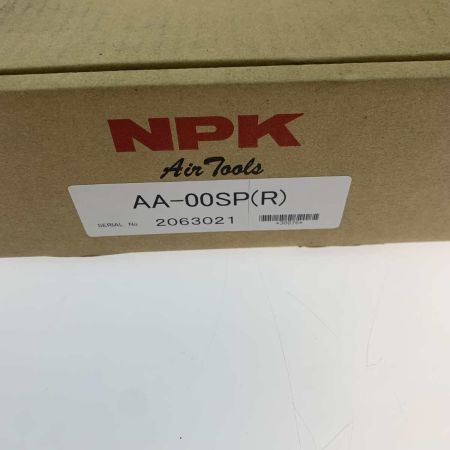 NPK
Air Tools
AA-00SP(R)
SERIAL No. 2063021